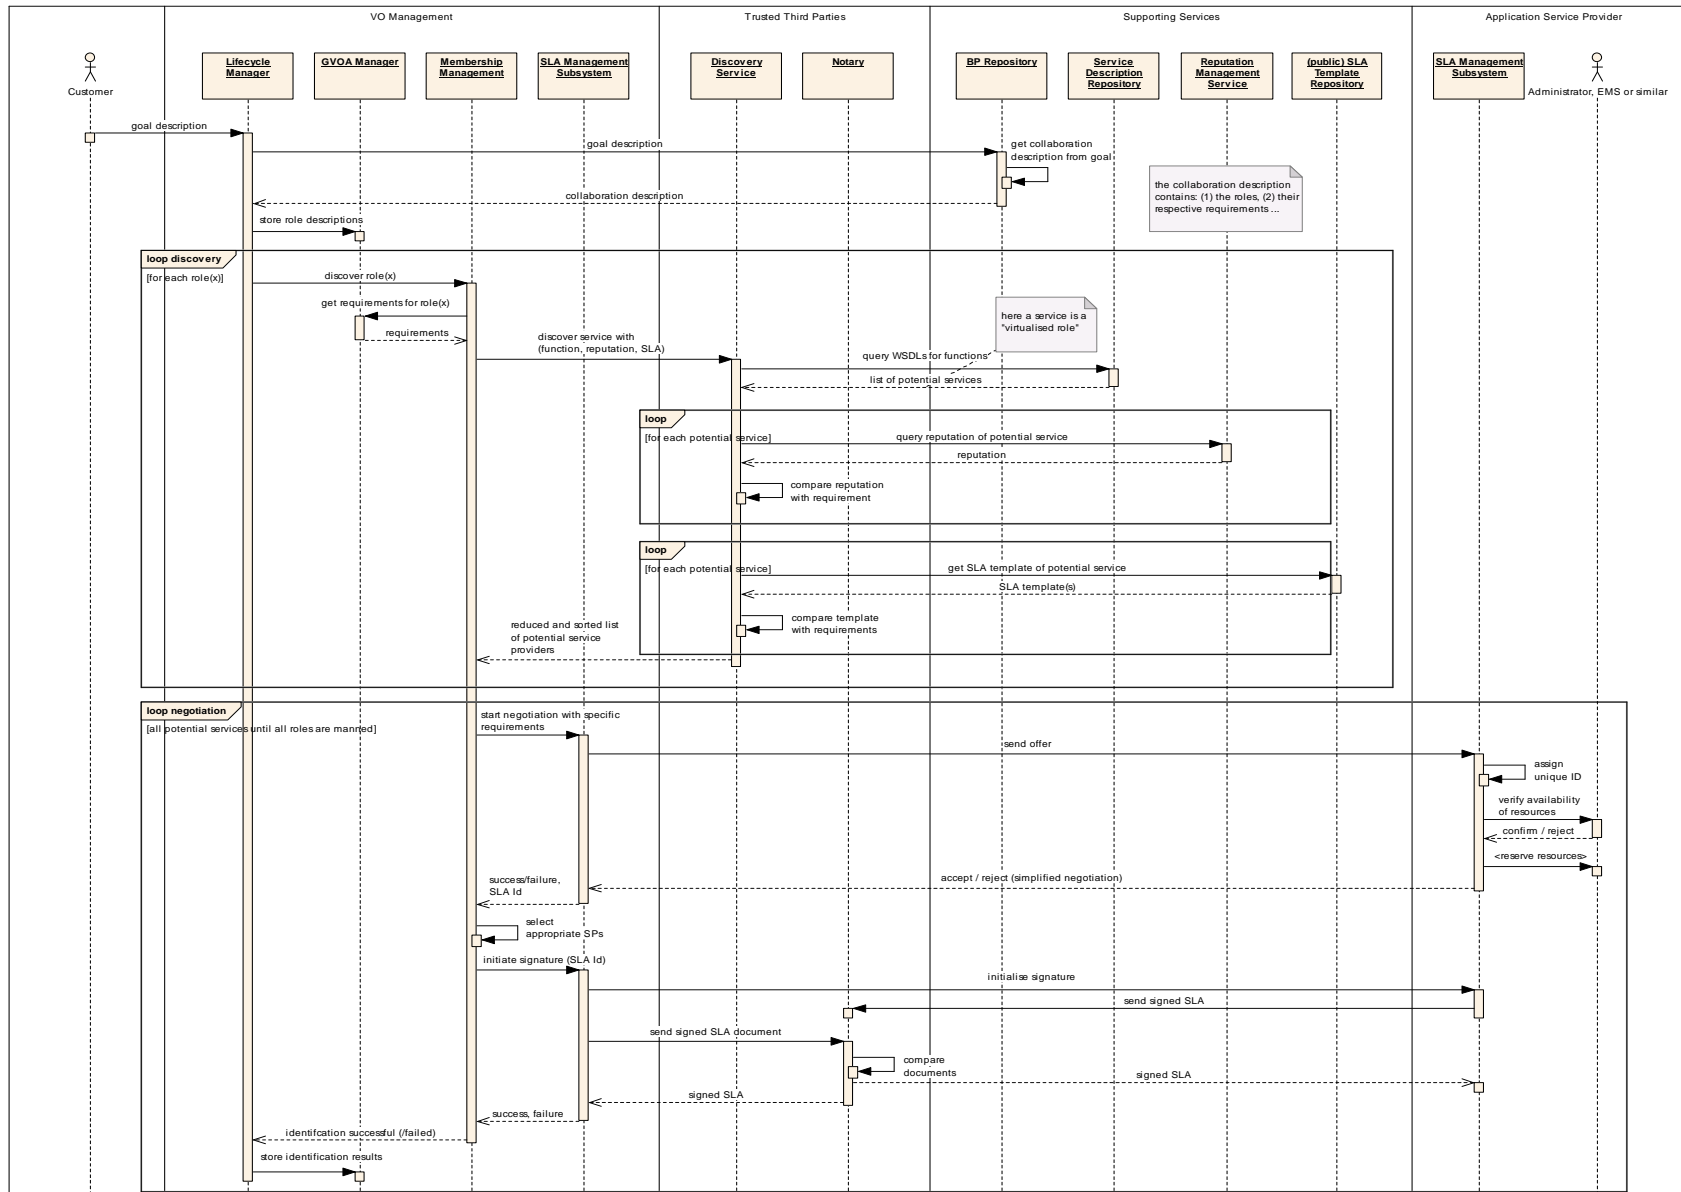 VO Management
Trusted Third Parties
Supporting Services
Application Service Provider
Customer
Lifecycle
Manager
GVOA Manager
Membership
Management
SLA Management
Subsystem
Discovery
Service
Notary
BP Repository
Service
Description
Repository
Reputation
Management
Service
(public) SLA
Template
Repository
SLA Management
Subsystem
Administrator, EMS or similar
goal description
goal description
get collaboration
description from goal
the collaboration description
contains: (1) the roles, (2) their
respective requirements ...
collaboration description
store role descriptions
loop discovery
[for each role(x)]
discover role(x)
get requirements for role(x)
requirements
here a service is a
"virtualised role"
discover service with
(function, reputation, SLA)
query WSDLs for functions
list of potential services
loop
[for each potential service]
query reputation of potential service
reputation
compare reputation
with requirement
loop
[for each potential service]
get SLA template of potential service
SLA template(s)
compare template
with requirements
reduced and sorted list
of potential service
providers
loop negotiation
[all potential services until all roles are manned]
start negotiation with specific
requirements
send offer
assign
unique ID
verify availability
of resources
confirm / reject
<reserve resources>
accept / reject (simplified negotiation)
success/failure,
SLA Id
select
appropriate SPs
initiate signature (SLA Id)
initialise signature
send signed SLA
send signed SLA document
compare
documents
signed SLA
signed SLA
success, failure
identifcation successful (/failed)
store identification results